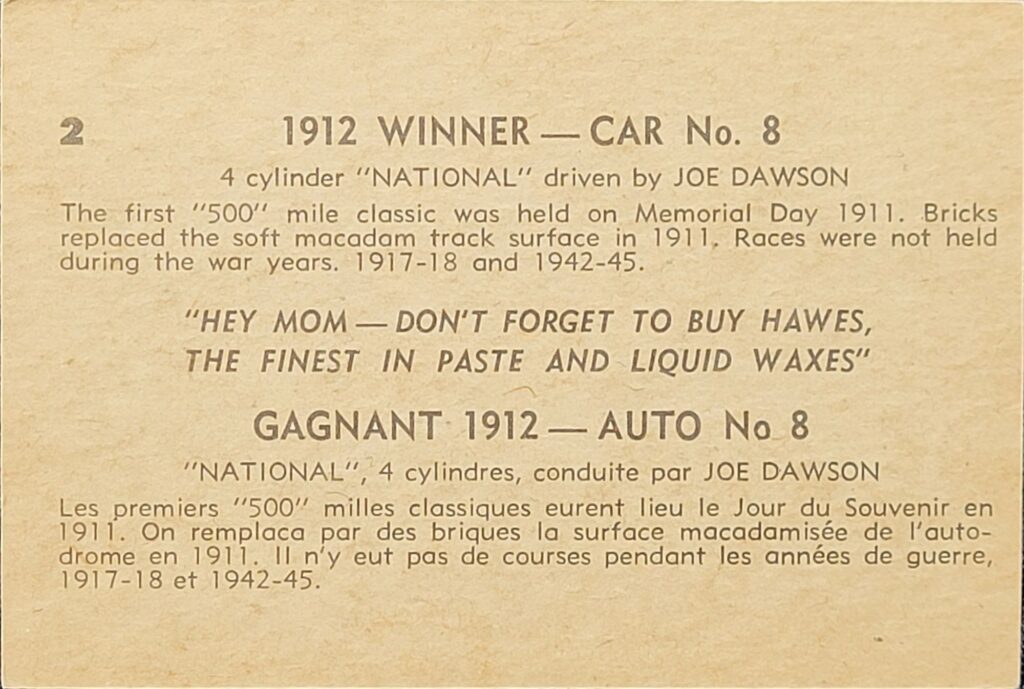 2 1912 WINNER — CAR No. 8
4 cylinder "NATIONAL" driven by JOE DAWSON
The first "500" mile classic was held on Memorial Day 1911. Bricks
replaced the soft macadam track surface in 1911. Races were not held
during the war years. 1917-18 and 1942-45.
"HEY MOM — DON'T FORGET TO BUY HAWES,
THE FINEST IN PASTE AND LIQUID WAXES"
GAGNANT 1912 — AUTO No 8
"NATIONAL", 4 cylindres, conduite par JOE DAWSON
Les premiers "500" milles classiques eurent lieu le Jour du Souvenir en
1911. On remplaca par des briques la surface macadamisée de l'auto-
drome en 1911. Il n'y eut pas de courses pendant les années de guerre,
1917-18 et 1942-45.